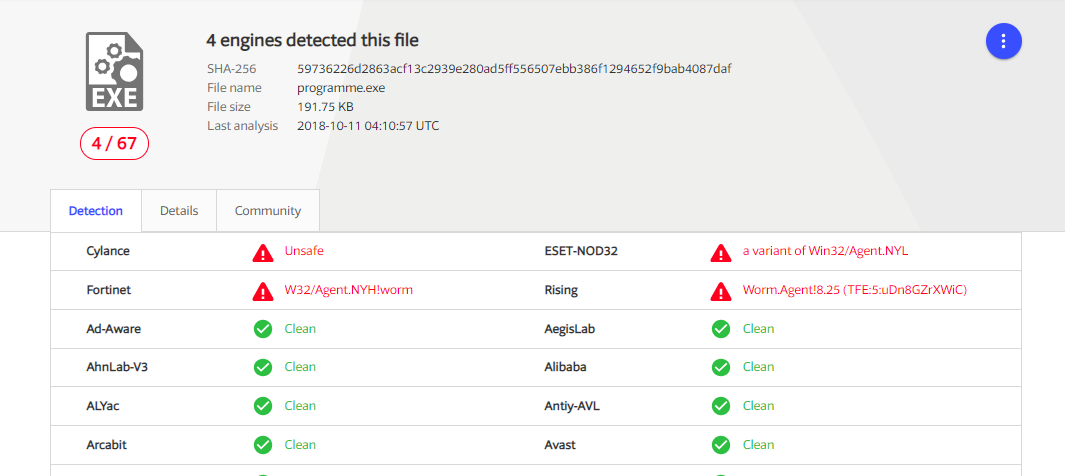 4 engines detected this file
SHA-256 59736226d2863acf13c2939e280ad5ff556507ebb386f1294652f9bab4087daf
File name programme.exe
File size 191.75 KB
Last analysis 2018-10-11 04:10:57 UTC
EXE
4 / 67
Detection Details Community
Cylance Unsafe ESET-NOD32 a variant of Win32/Agent.NYL
Fortinet W32/Agent.NYH!worm Rising Worm.Agent!8.25 (TFE:5:uDn8GZrXWiC)
Ad-Aware Clean AegisLab Clean
AhnLab-V3 Clean Alibaba Clean
ALYac Clean Antiy-AVL Clean
Arcabit Clean Avast Clean